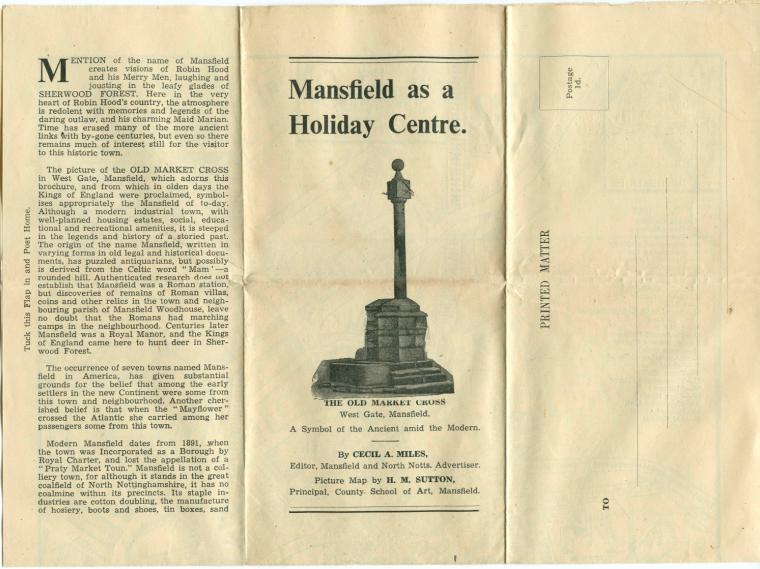 Tuck this Flap in and Post Home.
MENTION of the name of Mansfield
creates visions of Robin Hood
and his Merry Men, laughing and
jousting in the leafy glades of
SHERWOOD FOREST. Here in the very
heart of Robin Hood's country, the atmosphere
is redolent with memories and legends of the
daring outlaw, and his charming Maid Marian.
Time has erased many of the more ancient
links with by-gone centuries, but even so there
remains much of interest still for the visitor
to this historic town.
The picture of the OLD MARKET CROSS
in West Gate, Mansfield, which adorns this
brochure, and from which in olden days the
Kings of England were proclaimed, symbol-
ises appropriately the Mansfield of to-day.
Although a modern industrial town, with
well-planned housing estates, social, educa-
tional and recreational amenities, it is steeped
in the legends and history of a storied past.
The origin of the name Mansfield, written in
varying forms in old legal and historical docu-
ments, has puzzled antiquarians, but possibly
is derived from the Celtic word "Mam'—a
rounded hill. Authenticated research does not
establish that Mansfield was a Roman station,
but discoveries of remains of Roman villas,
coins and other relics in the town and neigh-
bouring parish of Mansfield Woodhouse, leave
no doubt that the Romans had marching
camps in the neighbourhood. Centuries later
Mansfield was a Royal Manor, and the Kings
of England came here to hunt deer in Sher-
wood Forest.
The occurrence of seven towns named Mans-
field in America, has given substantial
grounds for the belief that among the early
settlers in the new Continent were some from
this town and neighbourhood. Another cher-
ished belief is that when the "Mayflower"
crossed the Atlantic she carried among her
passengers some from this town.
Modern Mansfield dates from 1891, when
the town was Incorporated as a Borough by
Royal Charter, and lost the appellation of a
"Praty Market Toun." Mansfield is not a col-
liery town, for although it stands in the great
coalfield of North Nottinghamshire, it has no
coalmine within its precincts. Its staple in-
dustries are cotton doubling, the manufacture
of hosiery, boots and shoes, tin boxes, sand
Mansfield as a
Holiday Centre.
THE OLD MARKET CROSS
West Gate, Mansfield.
A Symbol of the Ancient amid the Modern.
By CECIL A. MILES,
Editor, Mansfield and North Notts. Advertiser.
Picture Map by H. M. SUTTON,
Principal, County School of Art, Mansfield.
Postage
1d.
PRINTED MATTER
TO